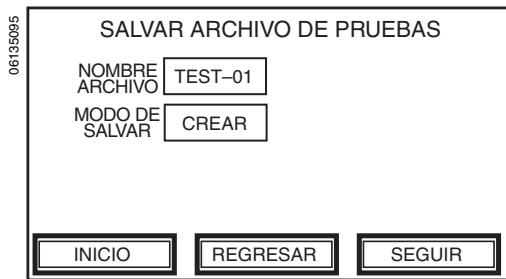 06135095
SALVAR ARCHIVO DE PRUEBAS
NOMBRE ARCHIVO
TEST–01
MODO DE SALVAR
CREAR
INICIO
REGRESAR
SEGUIR